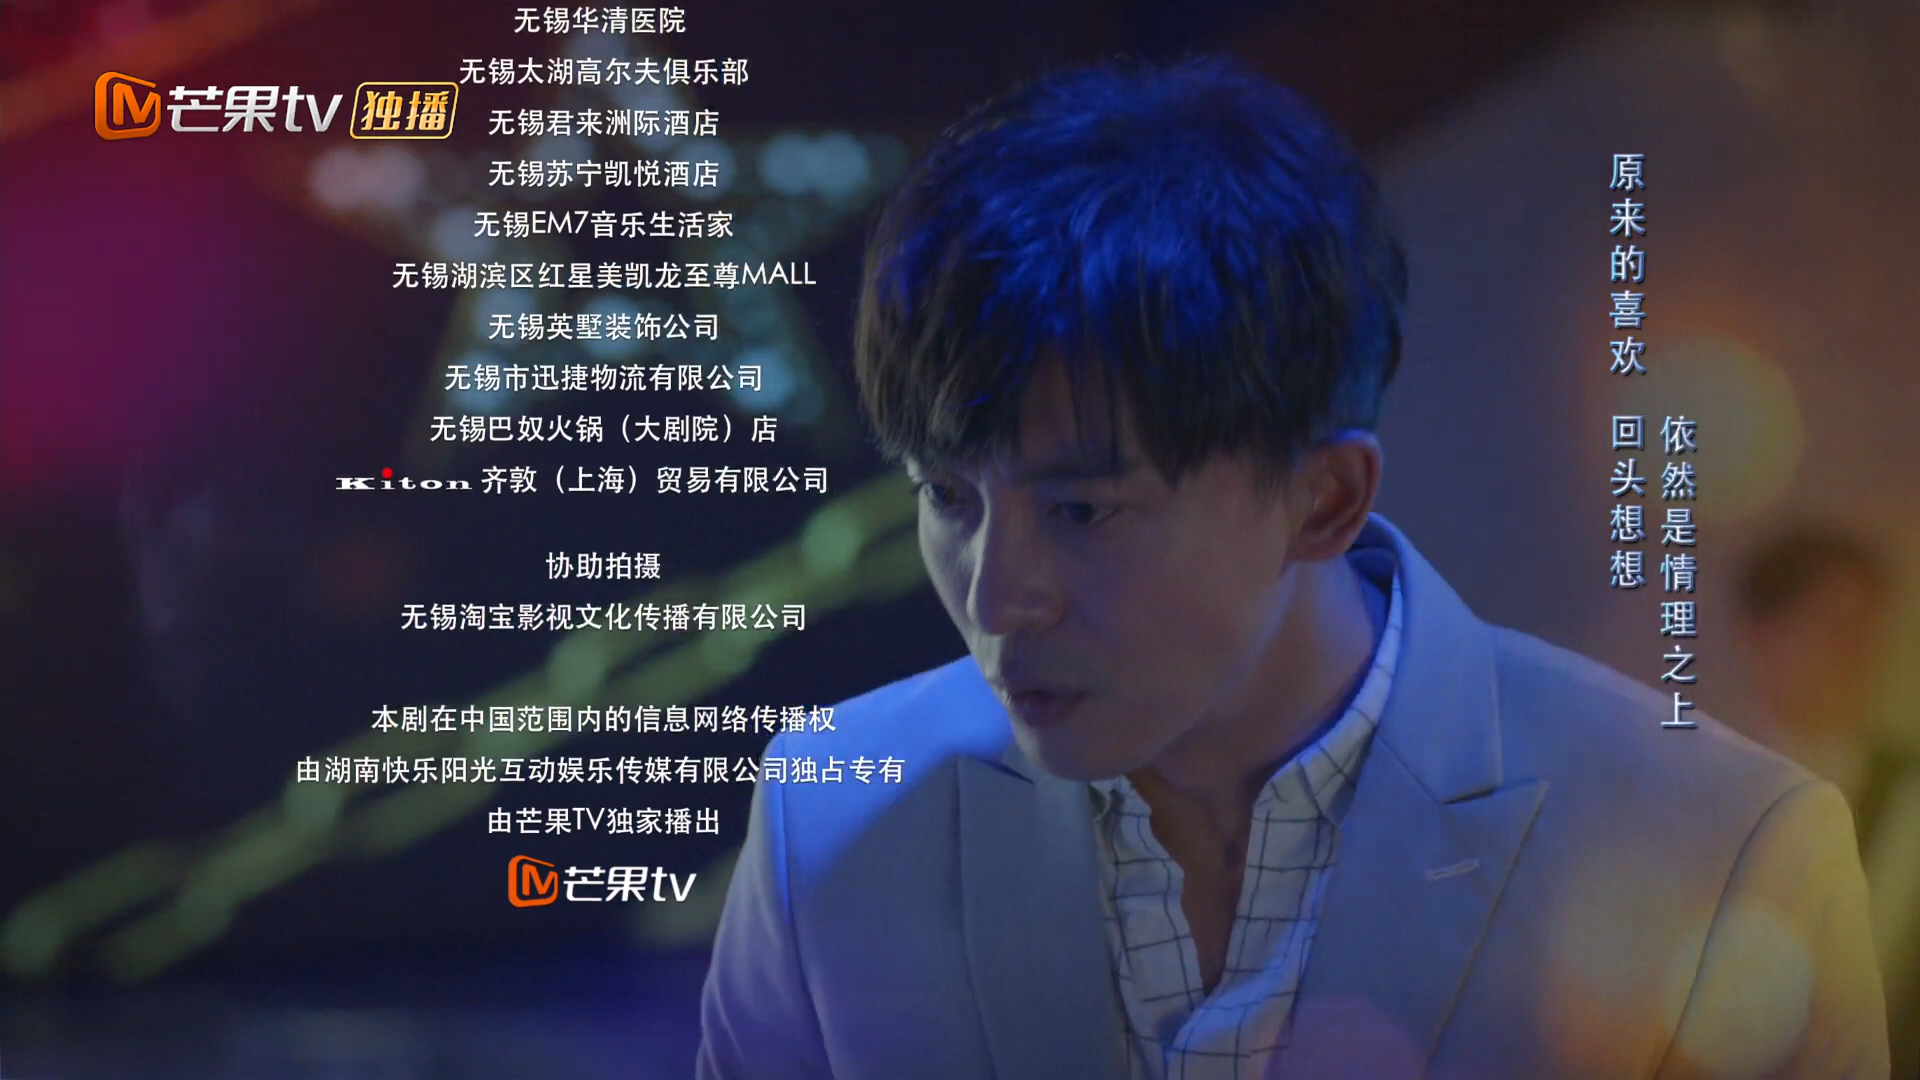 无锡华清医院
无锡太湖高尔夫俱乐部
芒果tv 独播
无锡君来洲际酒店
无锡苏宁凯悦酒店
无锡EM7音乐生活家
无锡湖滨区红星美凯龙至尊MALL
无锡英墅装饰公司
无锡市迅捷物流有限公司
无锡巴奴火锅（大剧院）店
Kiton 齐敦（上海）贸易有限公司
协助拍摄
无锡淘宝影视文化传播有限公司
本剧在中国范围内的信息网络传播权
由湖南快乐阳光互动娱乐传媒有限公司独占专有
由芒果TV独家播出
芒果tv
原来的喜欢 回头想想
依然是情理之上